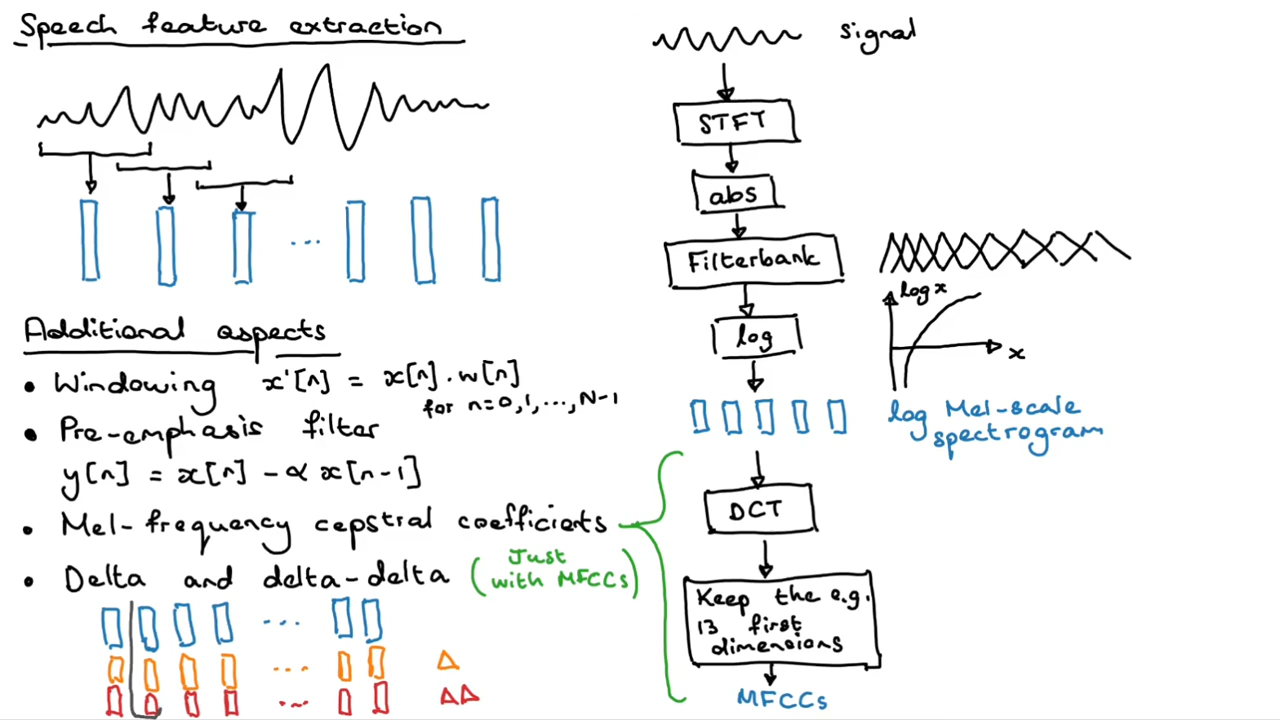 Speech feature extraction
...
Additional aspects
• Windowing x'[n] = x[n].w[n]
for n=0,1,...,N-1
• Pre-emphasis filter
y[n] = x[n] - α x[n-1]
• Mel-frequency cepstral coefficients
• Delta and delta-delta (Just
with MFCCs)
...
... Δ
... ΔΔ
signal
STFT
abs
Filterbank
log
log x
x
log Mel-scale
spectrogram
DCT
Keep the e.g.
13 first
dimensions
MFCCs